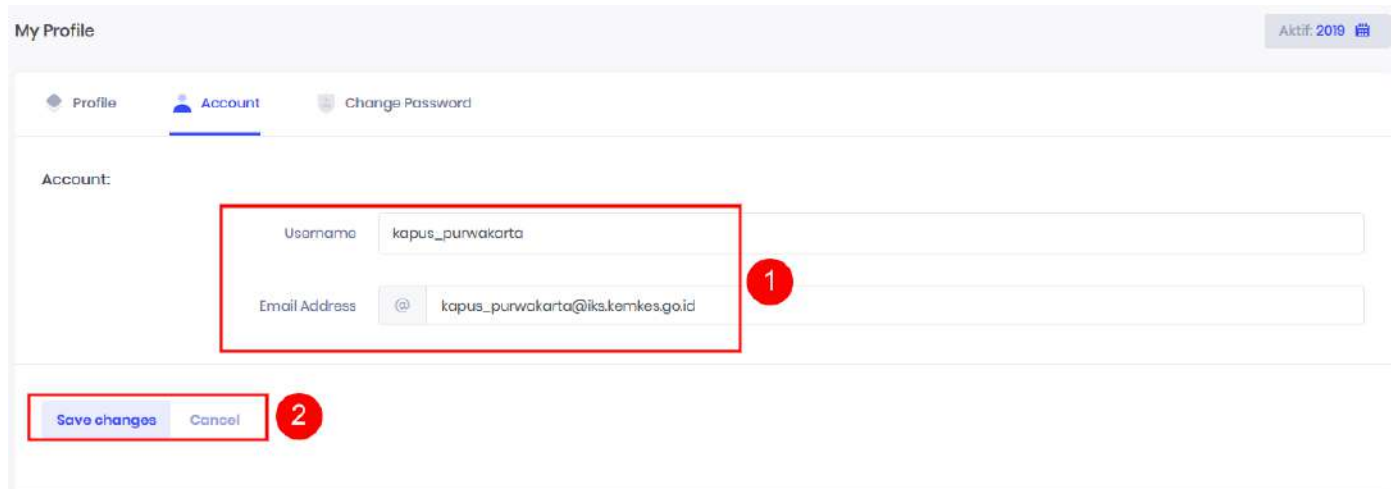 My Profile
Aktif: 2019
Profile Account Change Password
Account:
Username kapus_purwakarta
1
Email Address @ kapus_purwakarta@iks.kemkes.go.id
Save changes Cancel 2